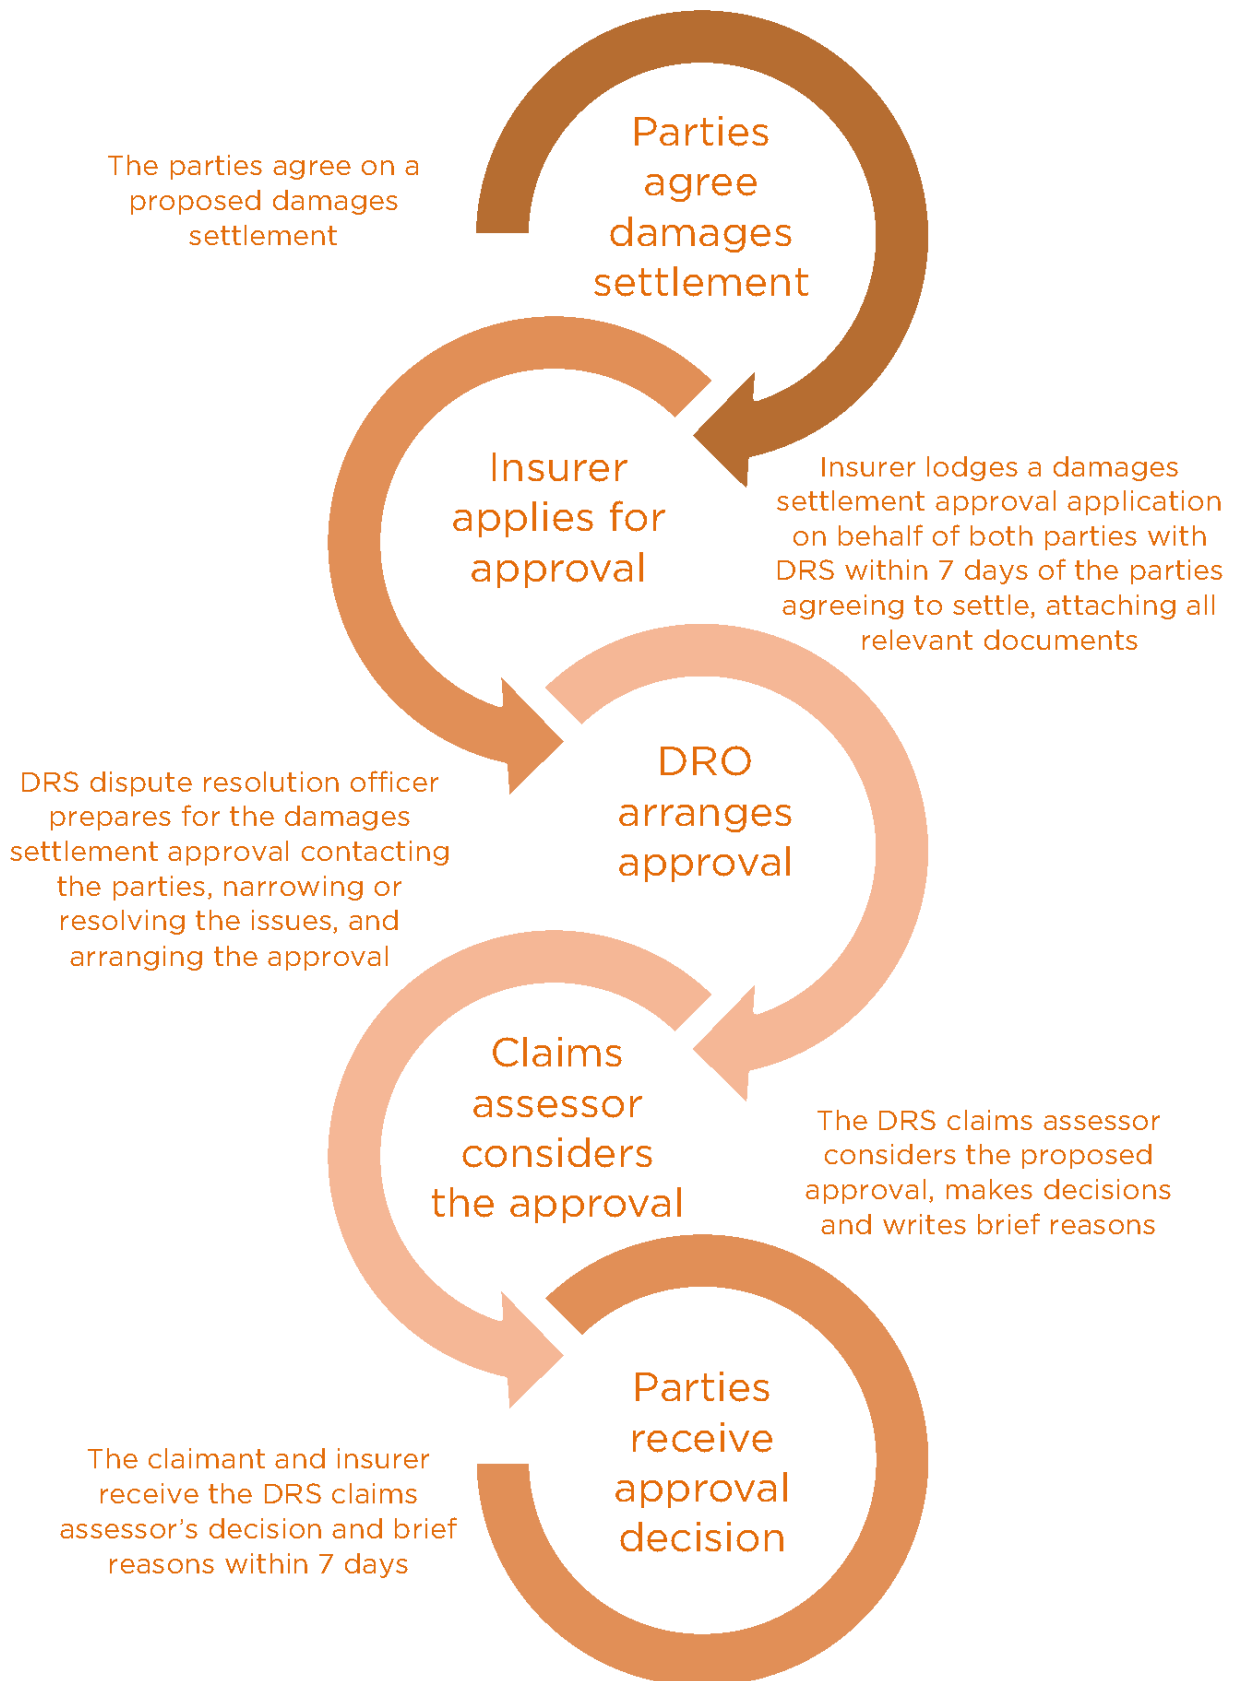 Parties
agree
damages
settlement
The parties agree on a
proposed damages
settlement
Insurer
applies for
approval
Insurer lodges a damages
settlement approval application
on behalf of both parties with
DRS within 7 days of the parties
agreeing to settle, attaching all
relevant documents
DRO
arranges
approval
DRS dispute resolution officer
prepares for the damages
settlement approval contacting
the parties, narrowing or
resolving the issues, and
arranging the approval
Claims
assessor
considers
the approval
The DRS claims assessor
considers the proposed
approval, makes decisions
and writes brief reasons
Parties
receive
approval
decision
The claimant and insurer
receive the DRS claims
assessor’s decision and brief
reasons within 7 days